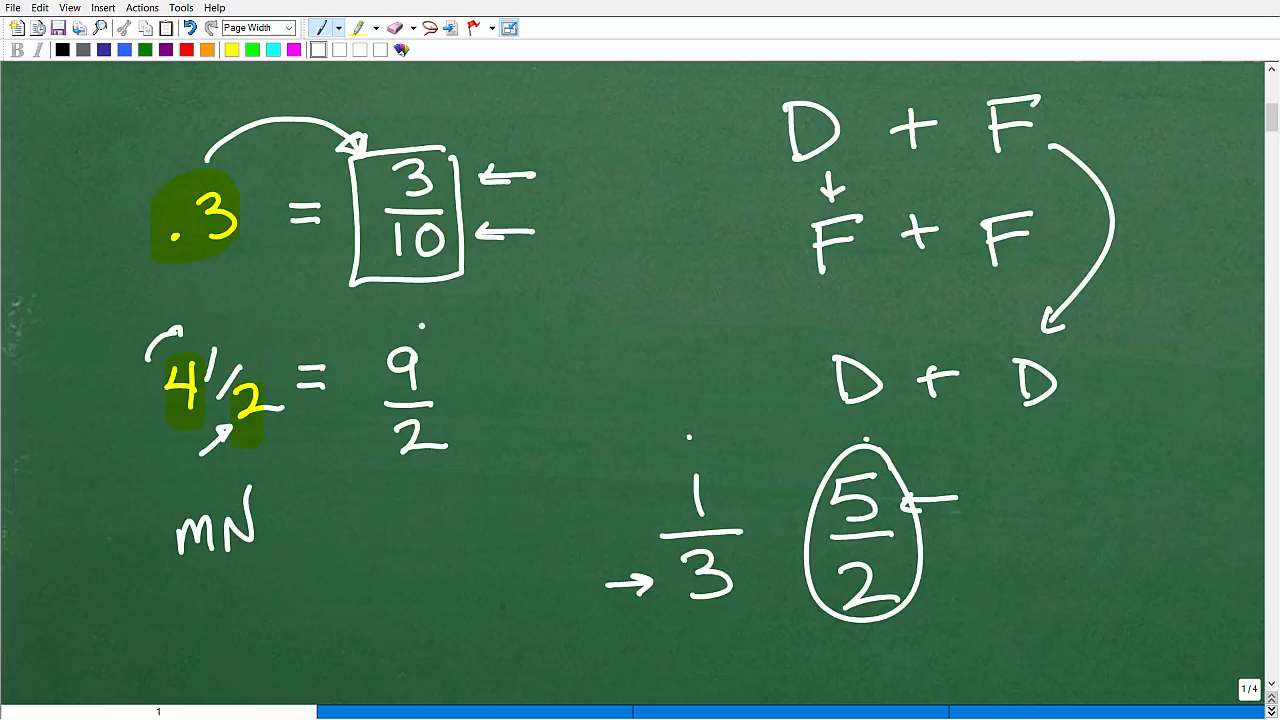 File Edit View Insert Actions Tools Help
Page Width
B I
.3 = 3/10
D + F
F + F
4 1/2 = 9/2
D + D
MN
1/3
5/2
1/4
1